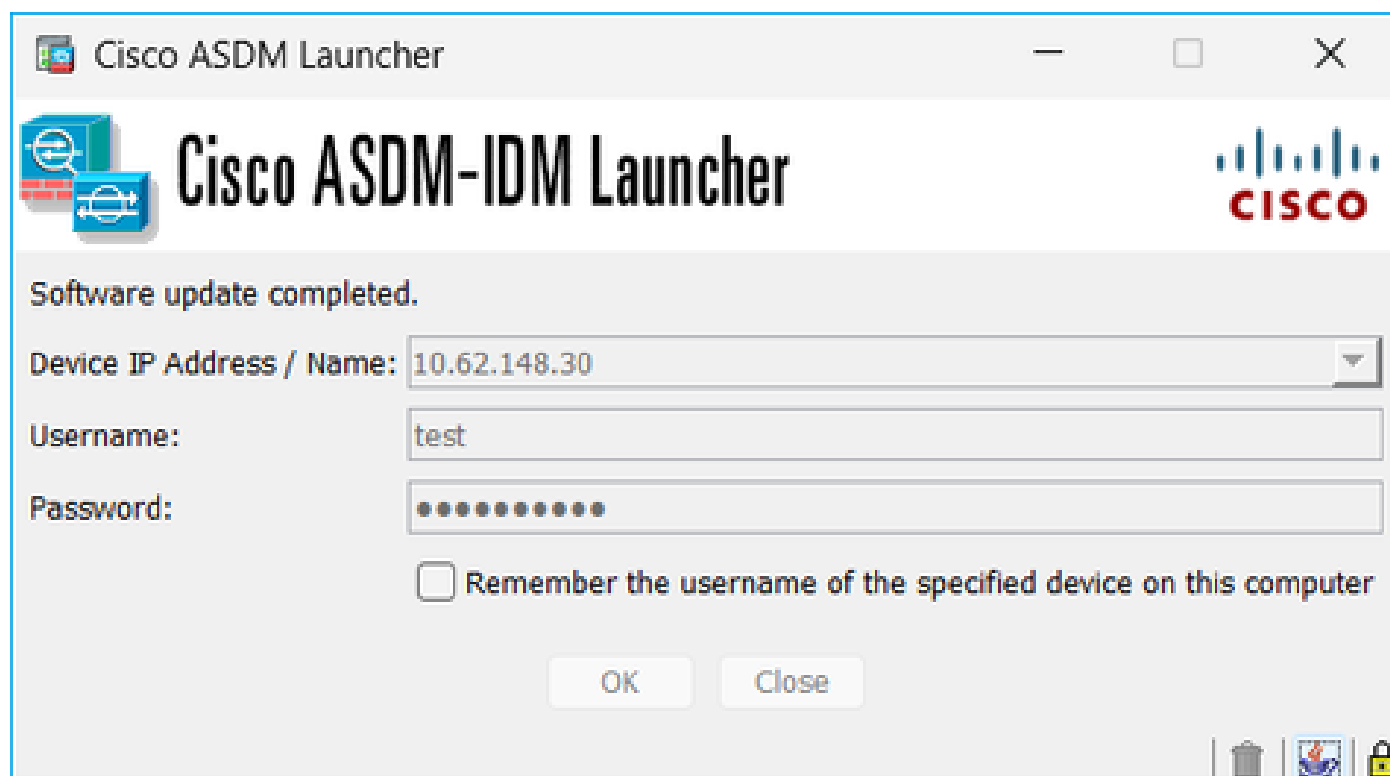 Cisco ASDM Launcher
Cisco ASDM-IDM Launcher
CISCO
Software update completed.
Device IP Address / Name: 10.62.148.30
Username: test
Password: ●●●●●●●●●●
Remember the username of the specified device on this computer
OK Close